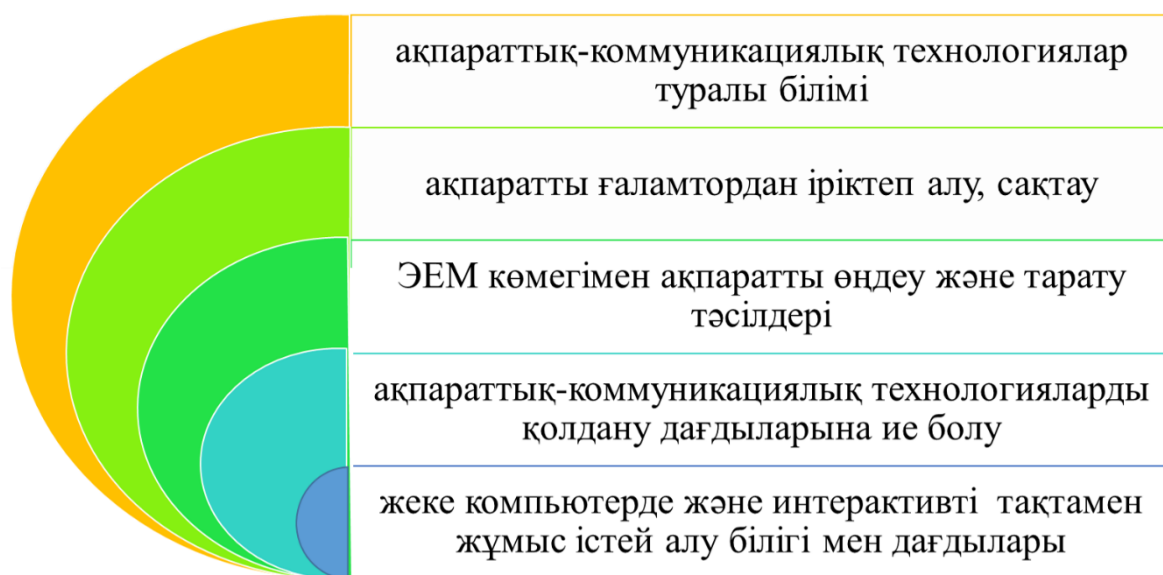 ақпараттық-коммуникациялық технологиялар
туралы білімі
ақпаратты ғаламтордан іріктеп алу, сақтау
ЭЕМ көмегімен ақпаратты өңдеу және тарату
тәсілдері
ақпараттық-коммуникациялық технологияларды
қолдану дағдыларына ие болу
жеке компьютерде және интерактивті тақтамен
жұмыс істей алу білігі мен дағдылары